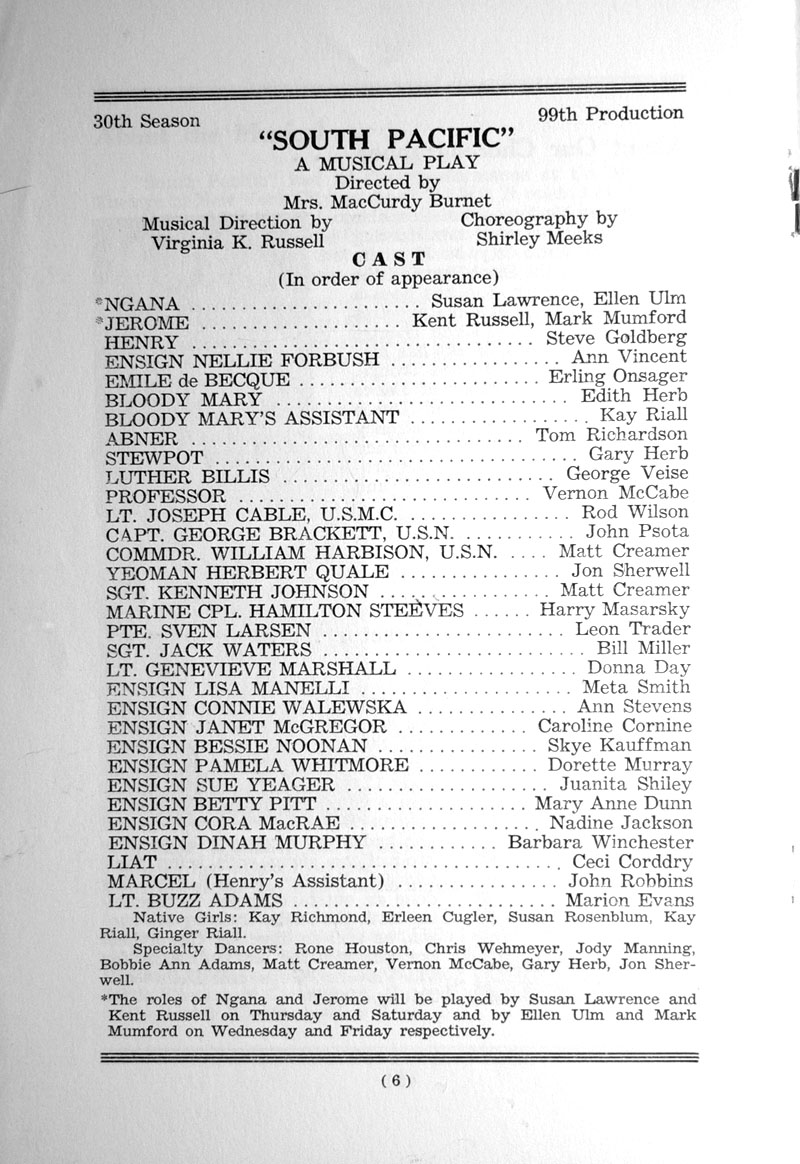 30th Season 99th Production
“SOUTH PACIFIC”
A MUSICAL PLAY
Directed by
Mrs. MacCurdy Burnet
Musical Direction by Choreography by
Virginia K. Russell Shirley Meeks
CAST
(In order of appearance)
*NGANA ........................ Susan Lawrence, Ellen Ulm
*JEROME .................... Kent Russell, Mark Mumford
HENRY .................................. Steve Goldberg
ENSIGN NELLIE FORBUSH ................. Ann Vincent
EMILE de BECQUE ........................ Erling Onsager
BLOODY MARY ............................. Edith Herb
BLOODY MARY'S ASSISTANT .................. Kay Riall
ABNER ................................. Tom Richardson
STEWPOT ..................................... Gary Herb
LUTHER BILLIS ........................... George Veise
PROFESSOR ............................. Vernon McCabe
LT. JOSEPH CABLE, U.S.M.C. ................. Rod Wilson
CAPT. GEORGE BRACKETT, U.S.N. ........... John Psota
COMMDR. WILLIAM HARBISON, U.S.N. .... Matt Creamer
YEOMAN HERBERT QUALE ................ Jon Sherwell
SGT. KENNETH JOHNSON ................. Matt Creamer
MARINE CPL. HAMILTON STEEVES ...... Harry Masarsky
PTE. SVEN LARSEN ........................ Leon Trader
SGT. JACK WATERS .......................... Bill Miller
LT. GENEVIEVE MARSHALL ................. Donna Day
ENSIGN LISA MANELLI ..................... Meta Smith
ENSIGN CONNIE WALEWSKA ............... Ann Stevens
ENSIGN JANET McGREGOR ............. Caroline Cornine
ENSIGN BESSIE NOONAN ................ Skye Kauffman
ENSIGN PAMELA WHITMORE ............ Dorette Murray
ENSIGN SUE YEAGER .................... Juanita Shiley
ENSIGN BETTY PITT .................... Mary Anne Dunn
ENSIGN CORA MacRAE ................... Nadine Jackson
ENSIGN DINAH MURPHY ............ Barbara Winchester
LIAT ....................................... Ceci Corddry
MARCEL (Henry's Assistant) ................ John Robbins
LT. BUZZ ADAMS .......................... Marion Evans
Native Girls: Kay Richmond, Erleen Cugler, Susan Rosenblum, Kay
Riall, Ginger Riall.
Specialty Dancers: Rone Houston, Chris Wehmeyer, Jody Manning,
Bobbie Ann Adams, Matt Creamer, Vernon McCabe, Gary Herb, Jon Sher-
well.
*The roles of Ngana and Jerome will be played by Susan Lawrence and
Kent Russell on Thursday and Saturday and by Ellen Ulm and Mark
Mumford on Wednesday and Friday respectively.
( 6 )